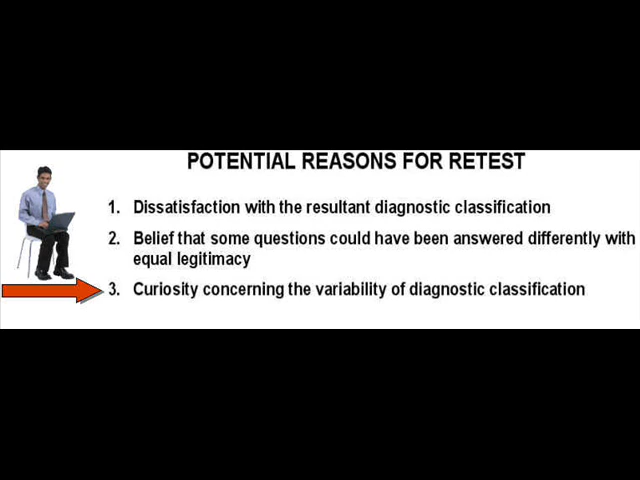 POTENTIAL REASONS FOR RETEST
1. Dissatisfaction with the resultant diagnostic classification
2. Belief that some questions could have been answered differently with
equal legitimacy
3. Curiosity concerning the variability of diagnostic classification